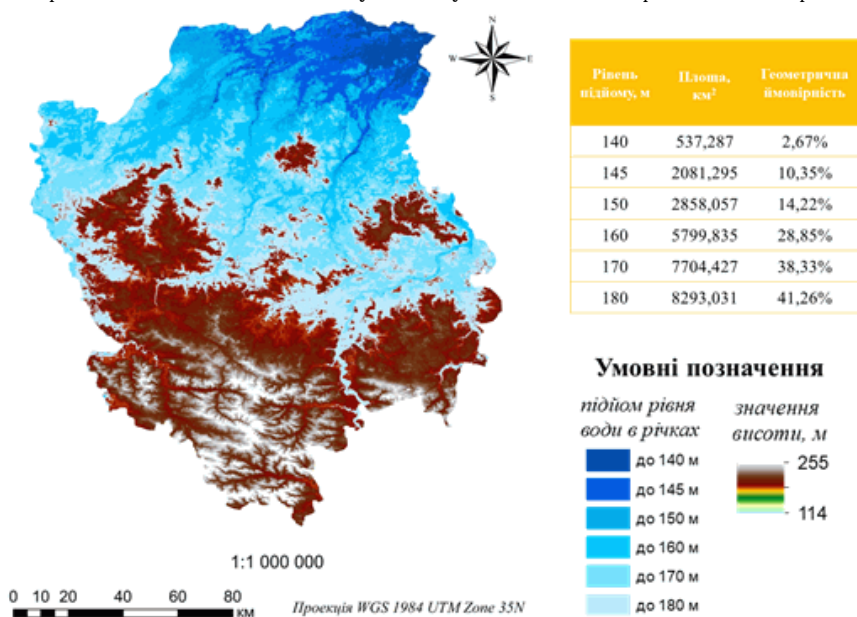 N
W E
S
Рівень підйому, м Площа, км² Геометрична ймовірність
140 537,287 2,67%
145 2081,295 10,35%
150 2858,057 14,22%
160 5799,835 28,85%
170 7704,427 38,33%
180 8293,031 41,26%
Умовні позначення
підйом рівня
води в річках
до 140 м
до 145 м
до 150 м
до 160 м
до 170 м
до 180 м
значення
висоти, м
255
114
1:1 000 000
0 10 20 40 60 80
КМ
Проекція WGS 1984 UTM Zone 35N